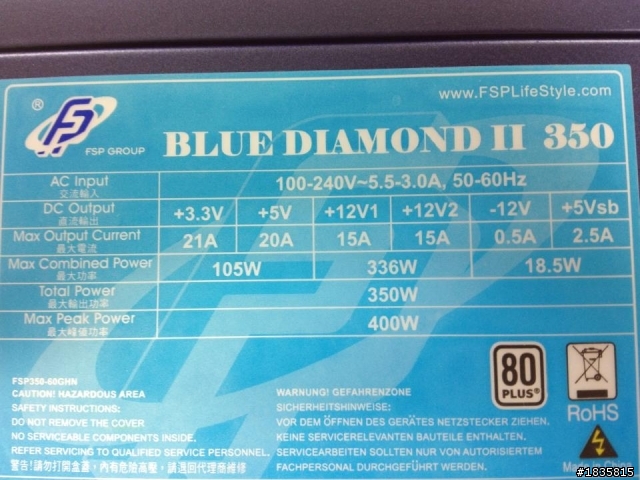 www.FSPLifeStyle.com
®
FSP
FSP GROUP
BLUE DIAMOND II 350
AC Input 100-240V~5.5-3.0A, 50-60Hz
交流輸入
DC Output +3.3V +5V +12V1 +12V2 -12V +5Vsb
直流輸出
Max Output Current 21A 20A 15A 15A 0.5A 2.5A
最大電流
Max Combined Power 105W 336W 18.5W
最大功率
Total Power 350W
最大輸出功率
Max Peak Power 400W
最大峰值功率
FSP350-60GHN
CAUTION! HAZARDOUS AREA
SAFETY INSTRUCTIONS:
DO NOT REMOVE THE COVER
NO SERVICEABLE COMPONENTS INSIDE.
REFER SERVICING TO QUALIFIED SERVICE PERSONNEL.
警告!請勿打開盒蓋, 內有危險高壓, 請送回代理商維修
WARNUNG! GEFAHRENZONE
SICHERHEITSHINWEISE:
VOR DEM ÖFFNEN DES GERÄTES NETZSTECKER ZIEHEN,
KEINE SERVICERELEVANTEN BAUTEILE ENTHALTEN.
SERVICEARBEITEN SOLLTEN NUR VON AUTORISIERTEM
FACHPERSONAL DURCHGEFÜHRT WERDEN.
80
PLUS®
RoHS
#1835815